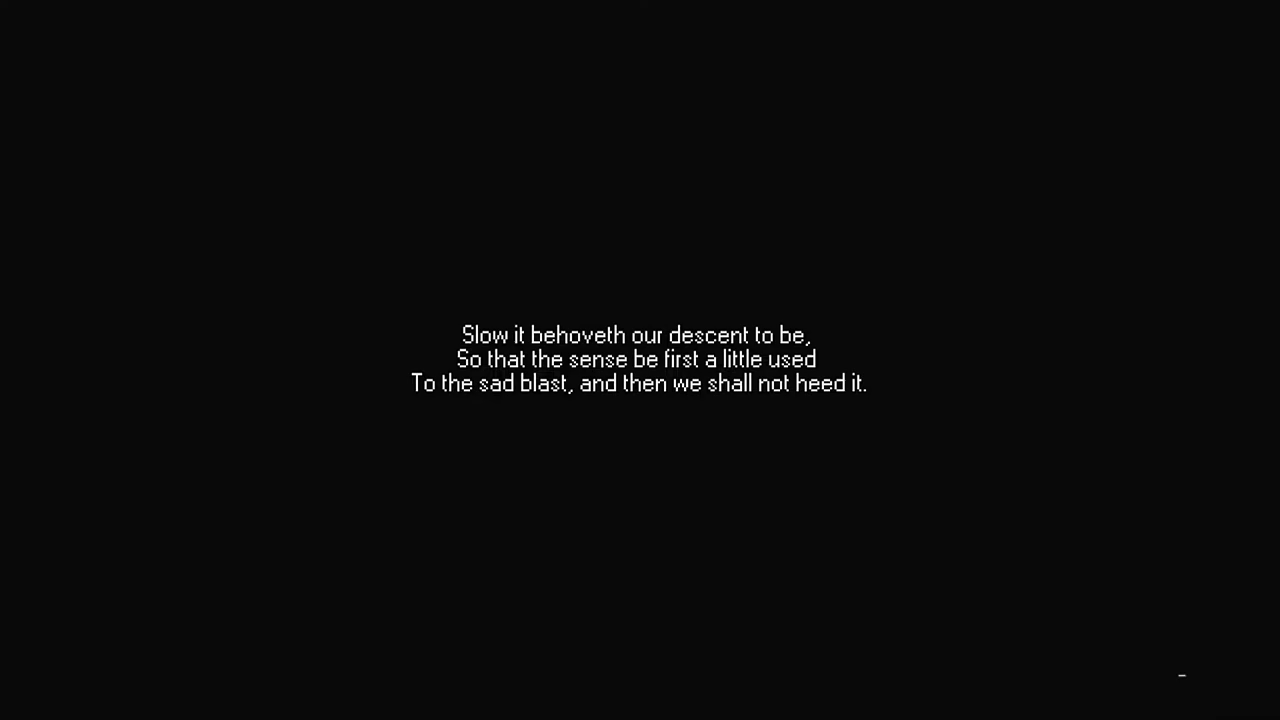 Slow it behoveth our descent to be,
So that the sense be first a little used
To the sad blast, and then we shall not heed it.